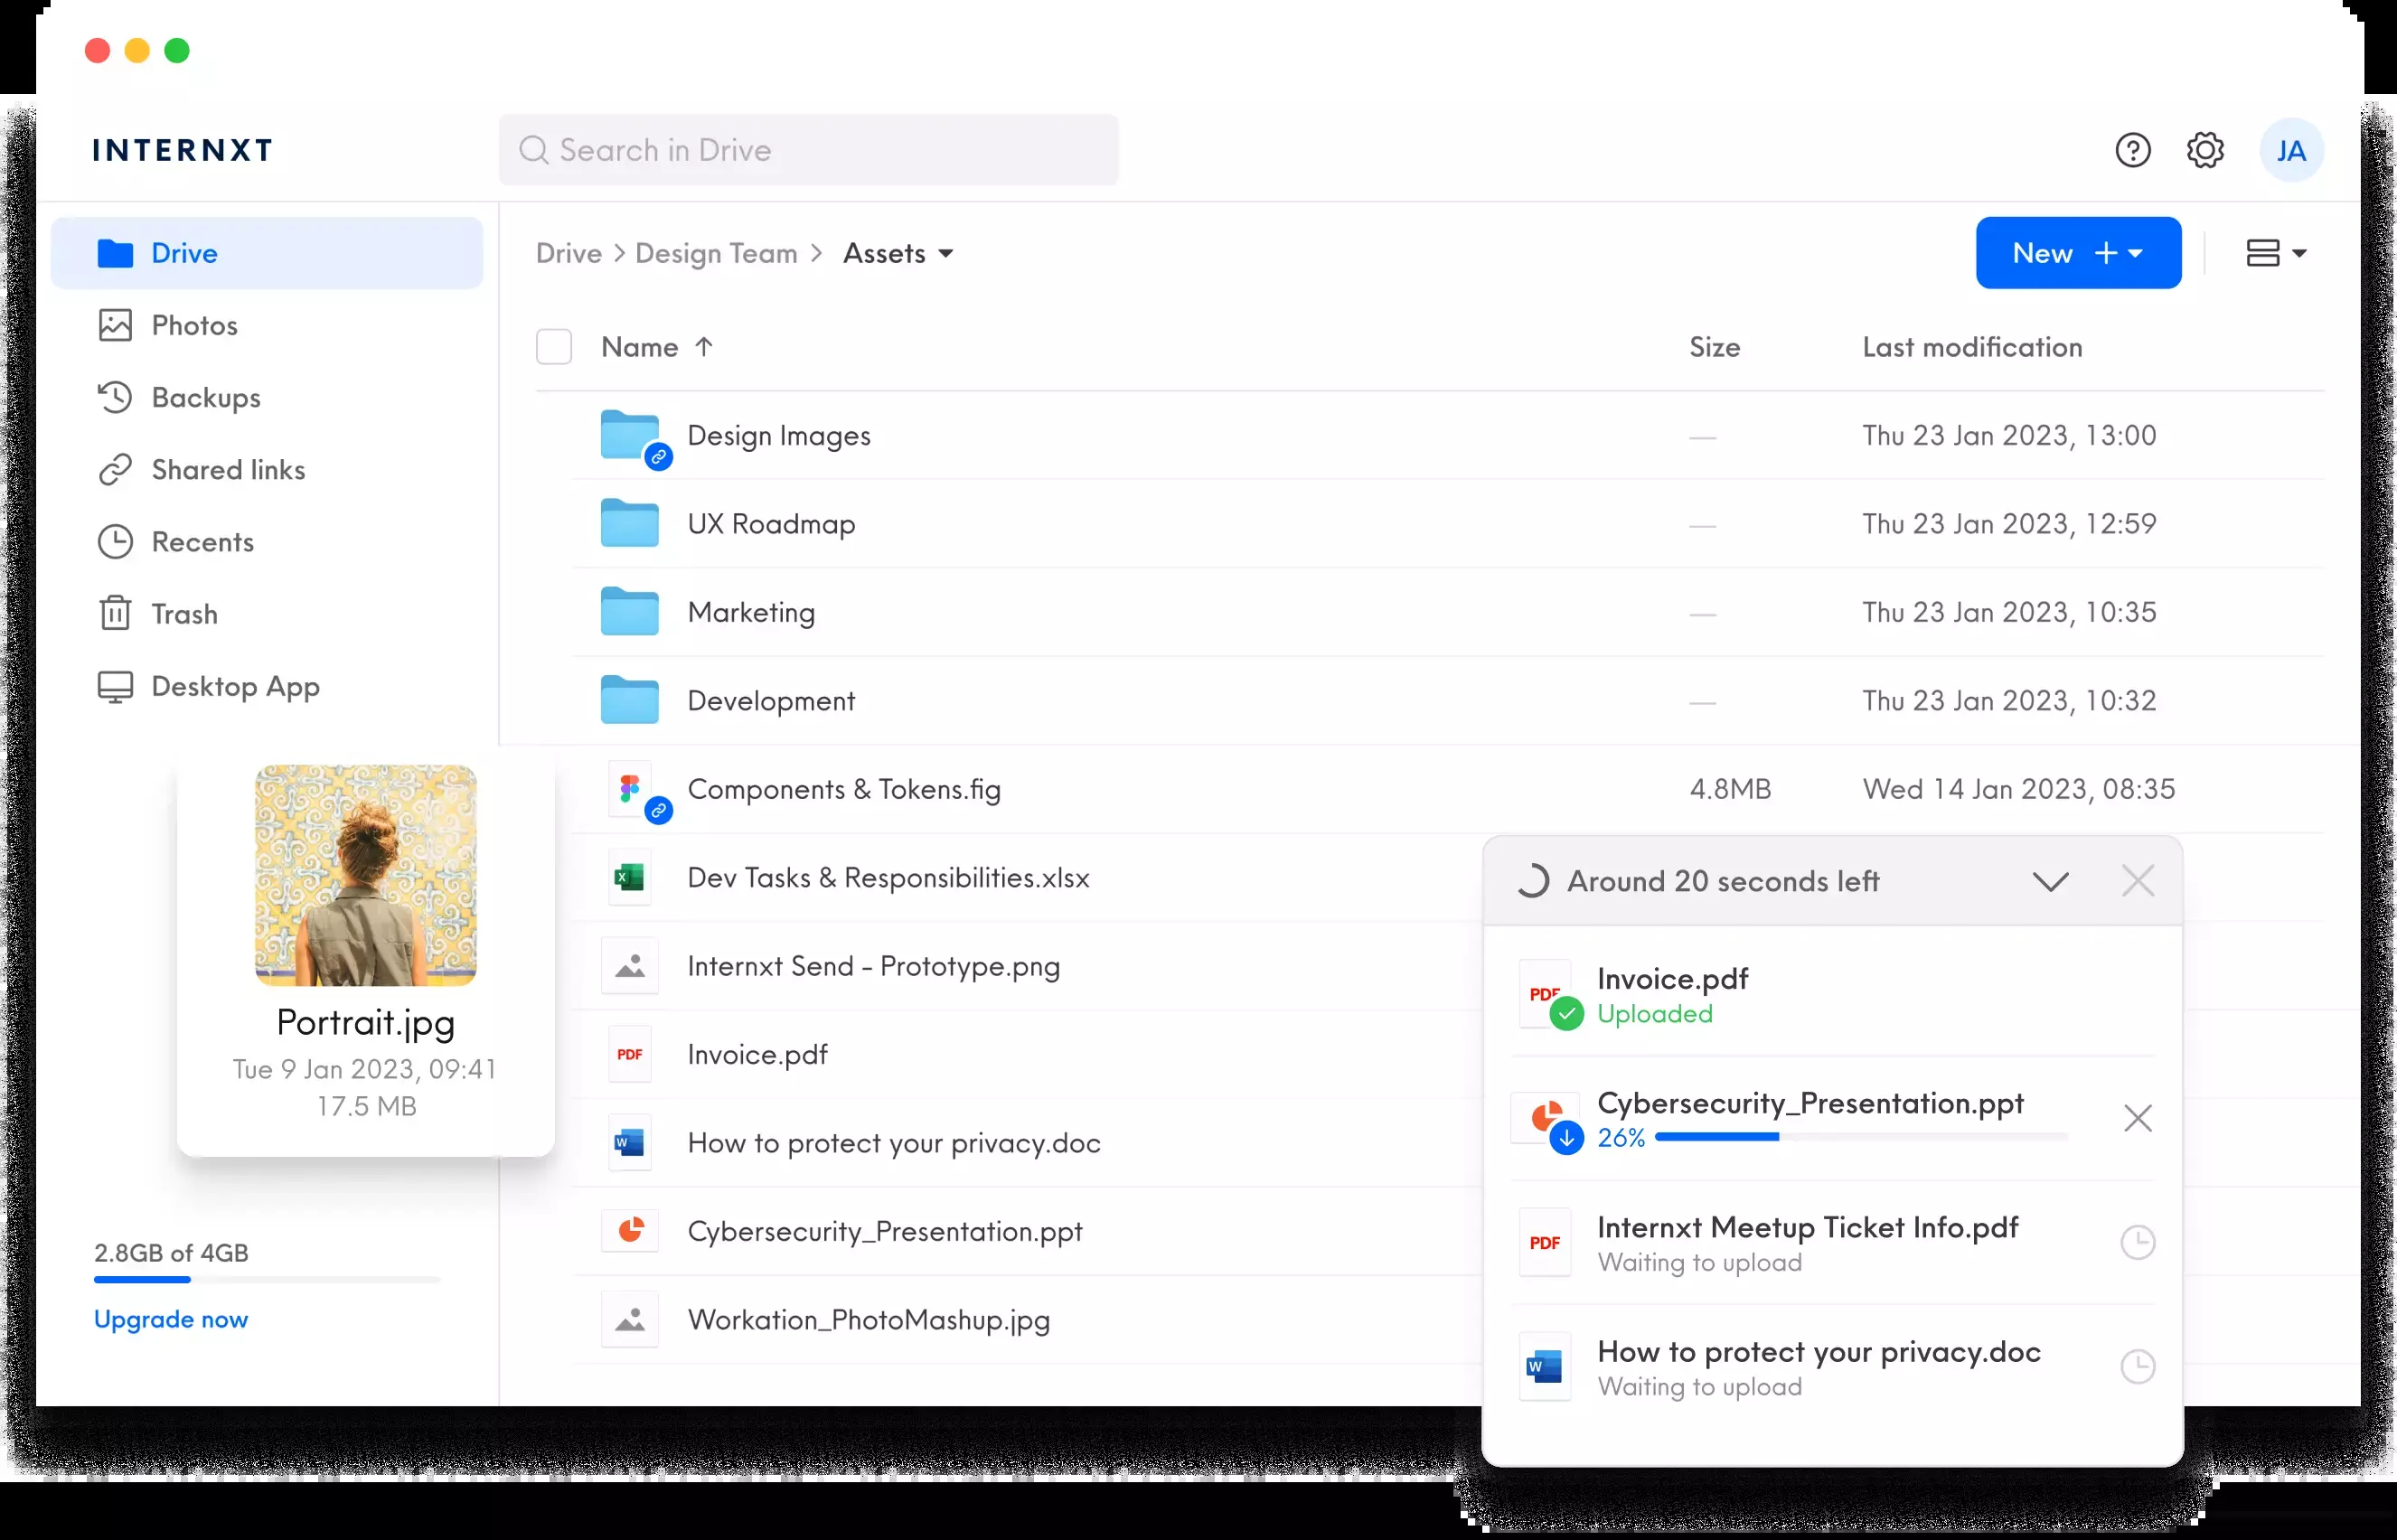 INTERNXT
Search in Drive
JA
Drive
Photos
Backups
Shared links
Recents
Trash
Desktop App
Portrait.jpg
Tue 9 Jan 2023, 09:41
17.5 MB
2.8GB of 4GB
Upgrade now
Drive > Design Team > Assets
New +
Name ↑ Size Last modification
Design Images — Thu 23 Jan 2023, 13:00
UX Roadmap — Thu 23 Jan 2023, 12:59
Marketing — Thu 23 Jan 2023, 10:35
Development — Thu 23 Jan 2023, 10:32
Components & Tokens.fig 4.8MB Wed 14 Jan 2023, 08:35
Dev Tasks & Responsibilities.xlsx
Internxt Send - Prototype.png
PDF Invoice.pdf
How to protect your privacy.doc
Cybersecurity_Presentation.ppt
Workation_PhotoMashup.jpg
Around 20 seconds left
PDF Invoice.pdf
Uploaded
Cybersecurity_Presentation.ppt
26%
PDF Internxt Meetup Ticket Info.pdf
Waiting to upload
W How to protect your privacy.doc
Waiting to upload